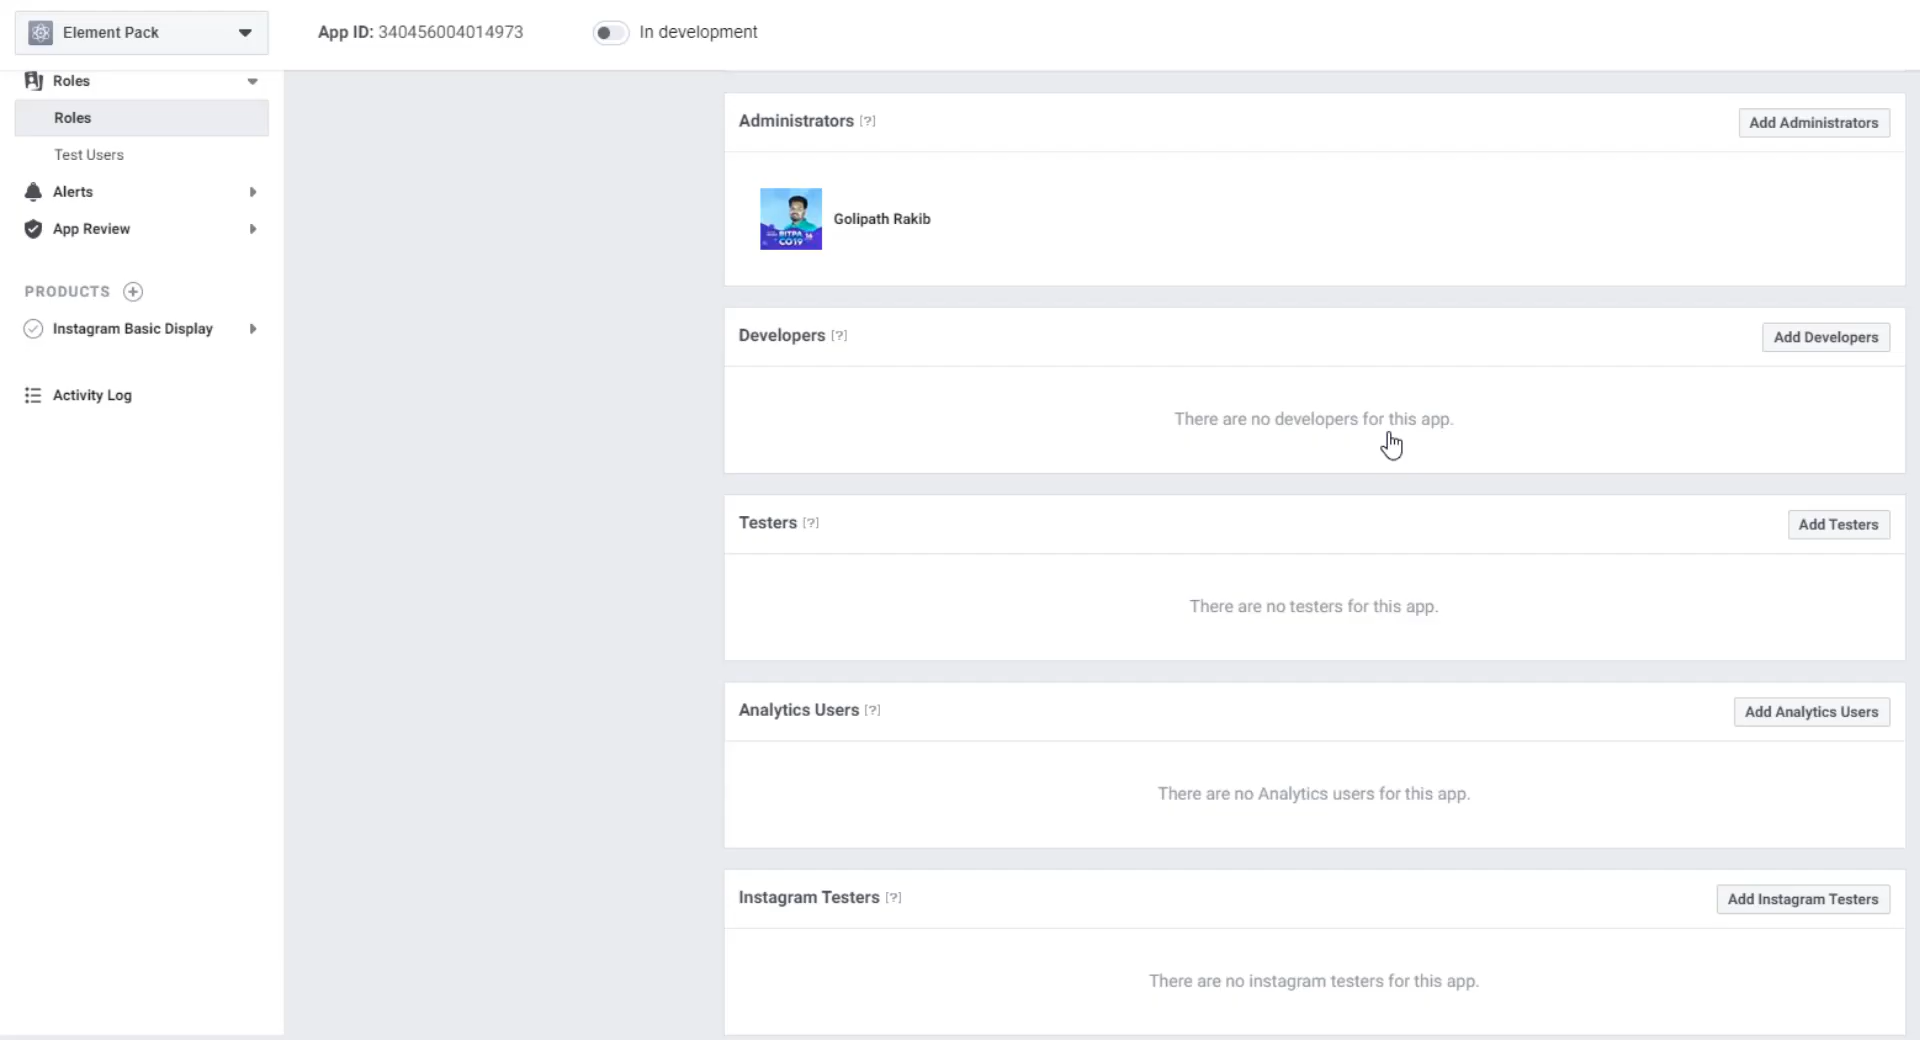 Element Pack
App ID: 340456004014973
In development
Roles
Roles
Test Users
Alerts
App Review
PRODUCTS
Instagram Basic Display
Activity Log
Administrators [?]
Add Administrators
Golipath Rakib
Developers [?]
Add Developers
There are no developers for this app.
Testers [?]
Add Testers
There are no testers for this app.
Analytics Users [?]
Add Analytics Users
There are no Analytics users for this app.
Instagram Testers [?]
Add Instagram Testers
There are no instagram testers for this app.